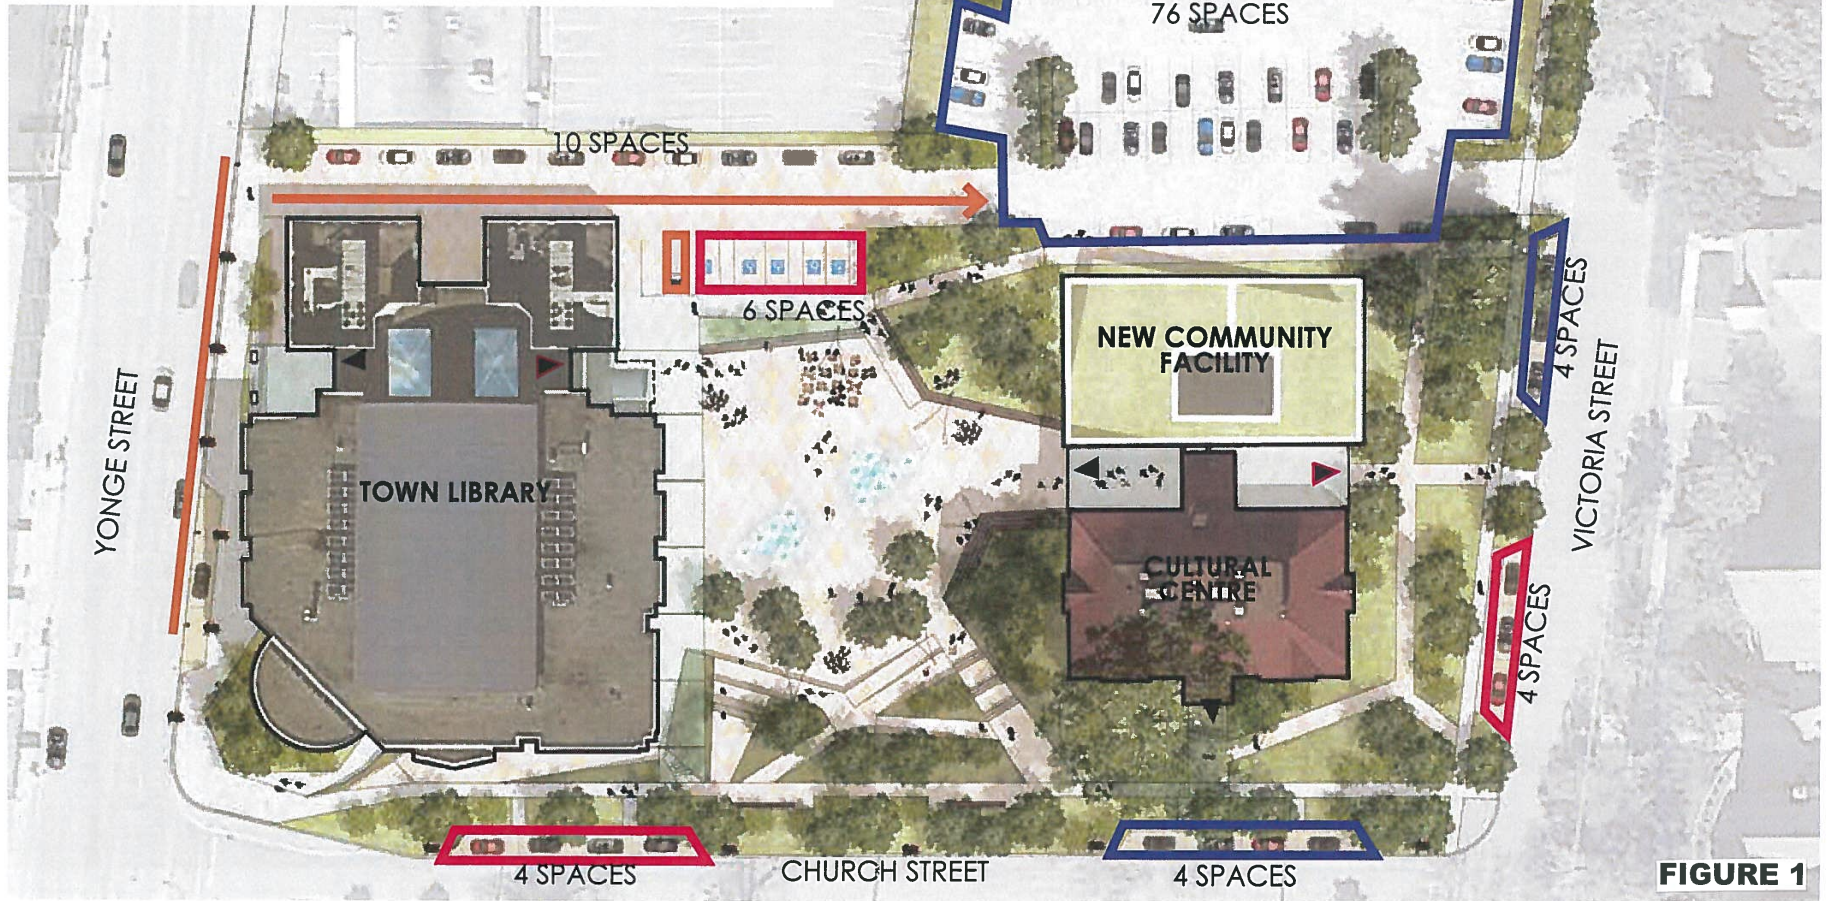 76 SPACES
10 SPACES
6 SPACES
NEW COMMUNITY
FACILITY
4 SPACES
VICTORIA STREET
YONGE STREET
TOWN LIBRARY
CULTURAL
CENTRE
4 SPACES
4 SPACES
CHURCH STREET
4 SPACES
FIGURE 1